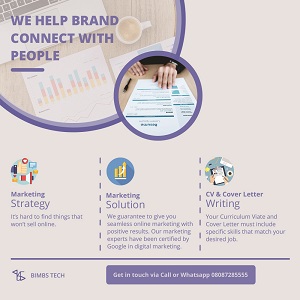 WE HELP BRAND
CONNECT WITH
PEOPLE
Marketing
Strategy
It's hard to find things that
won't sell online.
Marketing
Solution
We guarantee to give you
seamless online marketing with
positive results. Our marketing
experts have been certified by
Google in digital marketing.
CV & Cover Letter
Writing
Your Curriculum Viate and
Cover Letter must include
specific skills that match your
desired job.
BIMBS TECH
Get in touch via Call or Whatsapp 08087285555